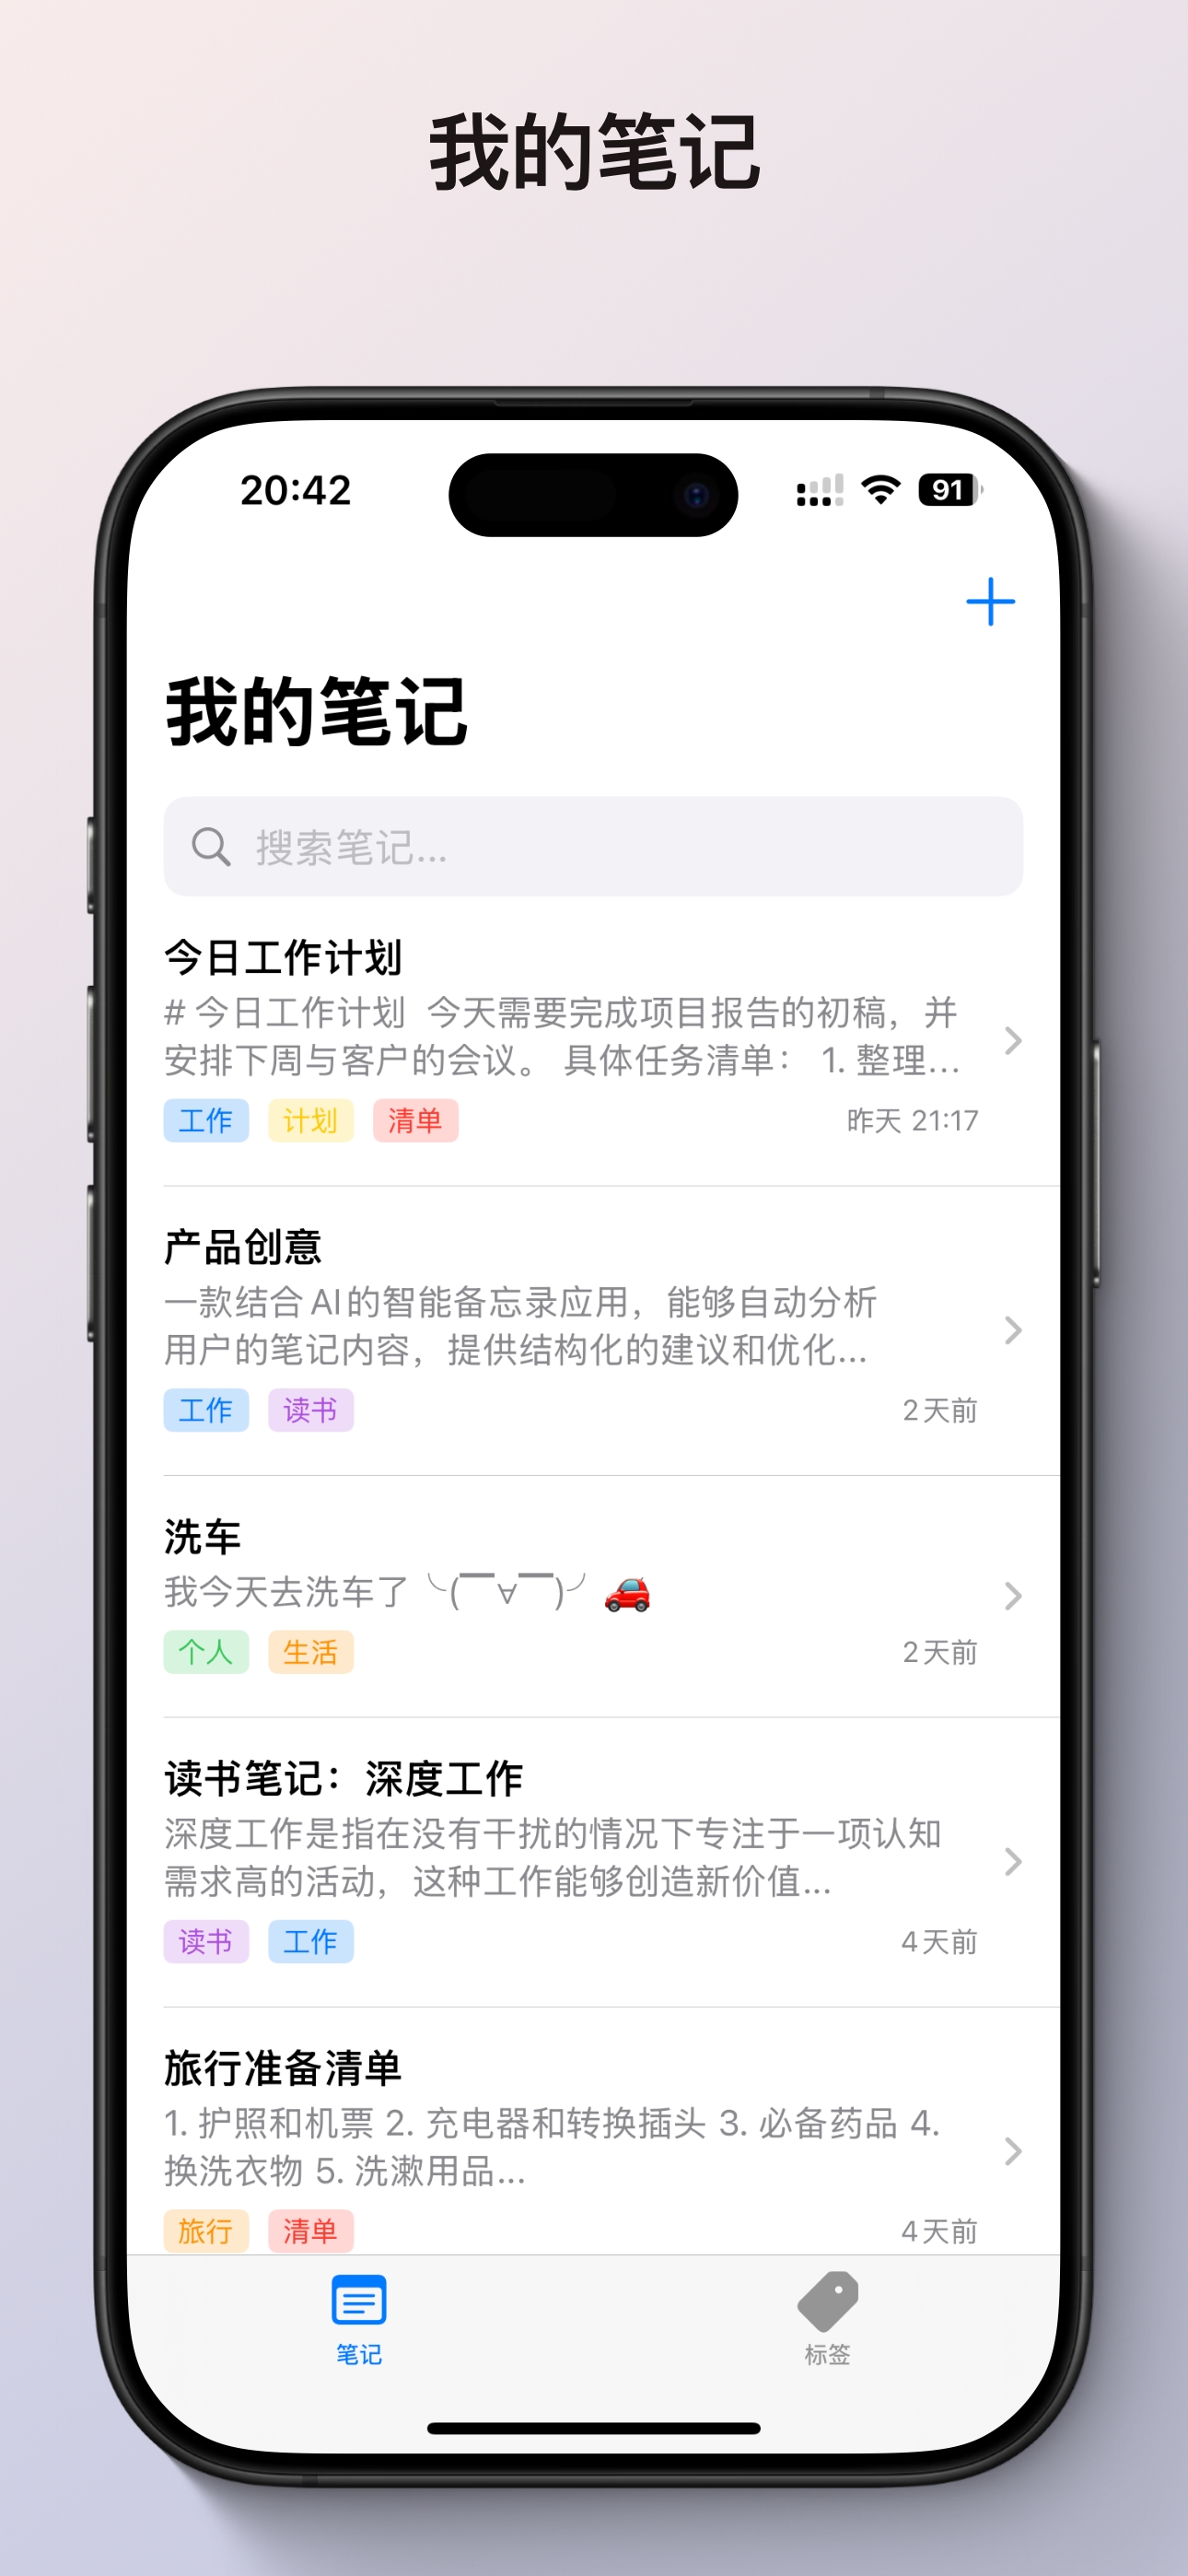 我的笔记
20:42 91
我的笔记
搜索笔记...
今日工作计划
# 今日工作计划 今天需要完成项目报告的初稿，并
安排下周与客户的会议。 具体任务清单： 1. 整理...
工作 计划 清单 昨天 21:17
产品创意
一款结合AI的智能备忘录应用，能够自动分析
用户的笔记内容，提供结构化的建议和优化...
工作 读书 2天前
洗车
我今天去洗车了 ╰(￣∀￣)╯ 🚗
个人 生活 2天前
读书笔记：深度工作
深度工作是指在没有干扰的情况下专注于一项认知
需求高的活动，这种工作能够创造新价值...
读书 工作 4天前
旅行准备清单
1. 护照和机票 2. 充电器和转换插头 3. 必备药品 4.
换洗衣物 5. 洗漱用品...
旅行 清单 4天前
笔记 标签